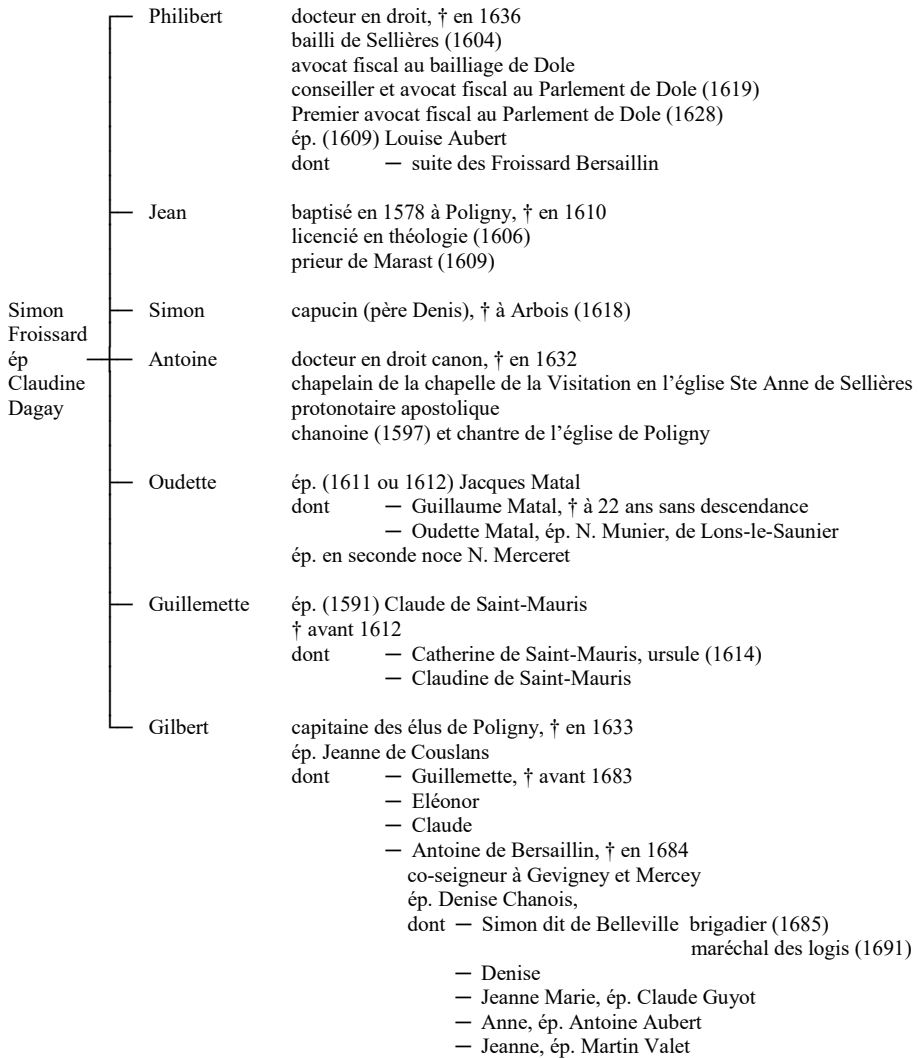 Philibert docteur en droit, † en 1636
bailli de Sellières (1604)
avocat fiscal au bailliage de Dole
conseiller et avocat fiscal au Parlement de Dole (1619)
Premier avocat fiscal au Parlement de Dole (1628)
ép. (1609) Louise Aubert
dont — suite des Froissard Bersaillin
Jean baptisé en 1578 à Poligny, † en 1610
licencié en théologie (1606)
prieur de Marast (1609)
Simon
Froissard
ép
Claudine
Dagay
Simon capucin (père Denis), † à Arbois (1618)
Antoine docteur en droit canon, † en 1632
chapelain de la chapelle de la Visitation en l'église Ste Anne de Sellières
protonotaire apostolique
chanoine (1597) et chantre de l'église de Poligny
Oudette ép. (1611 ou 1612) Jacques Matal
dont — Guillaume Matal, † à 22 ans sans descendance
— Oudette Matal, ép. N. Munier, de Lons-le-Saunier
ép. en seconde noce N. Merceret
Guillemette ép. (1591) Claude de Saint-Mauris
† avant 1612
dont — Catherine de Saint-Mauris, ursule (1614)
— Claudine de Saint-Mauris
Gilbert capitaine des élus de Poligny, † en 1633
ép. Jeanne de Couslans
dont — Guillemette, † avant 1683
— Eléonor
— Claude
— Antoine de Bersaillin, † en 1684
co-seigneur à Gevigney et Mercey
ép. Denise Chanois,
dont — Simon dit de Belleville brigadier (1685)
maréchal des logis (1691)
— Denise
— Jeanne Marie, ép. Claude Guyot
— Anne, ép. Antoine Aubert
— Jeanne, ép. Martin Valet